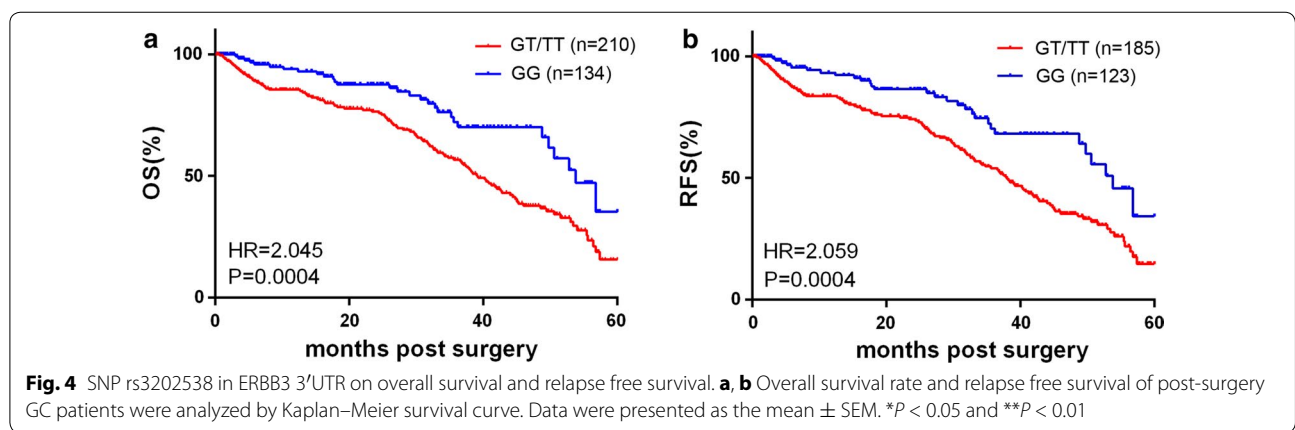 a
GT/TT (n=210)
GG (n=134)
OS(%)
100
50
0
HR=2.045
P=0.0004
0 20 40 60
months post surgery
b
GT/TT (n=185)
GG (n=123)
RFS(%)
100
50
0
HR=2.059
P=0.0004
0 20 40 60
months post surgery
Fig. 4 SNP rs3202538 in ERBB3 3′UTR on overall survival and relapse free survival. a, b Overall survival rate and relapse free survival of post-surgery
GC patients were analyzed by Kaplan–Meier survival curve. Data were presented as the mean ± SEM. *P < 0.05 and **P < 0.01